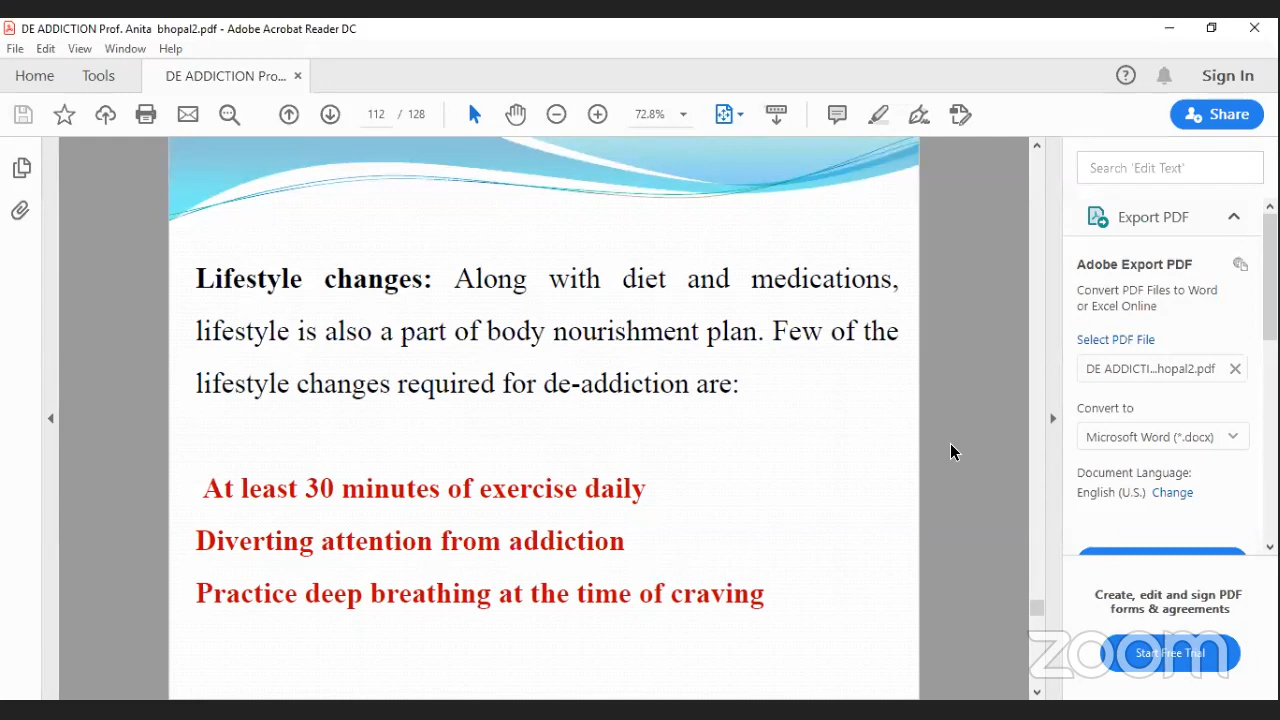 DE ADDICTION Prof. Anita bhopal2.pdf - Adobe Acrobat Reader DC
File Edit View Window Help
Home Tools DE ADDICTION Pro... × Sign In
112 / 128 72.8% Share
Search 'Edit Text'
Export PDF
Adobe Export PDF
Convert PDF Files to Word
or Excel Online
Select PDF File
DE ADDICTI...hopal2.pdf
Convert to
Microsoft Word (*.docx)
Document Language:
English (U.S.) Change
Create, edit and sign PDF
forms & agreements
Start Free Trial
Lifestyle changes: Along with diet and medications,
lifestyle is also a part of body nourishment plan. Few of the
lifestyle changes required for de-addiction are:
At least 30 minutes of exercise daily
Diverting attention from addiction
Practice deep breathing at the time of craving
zoom